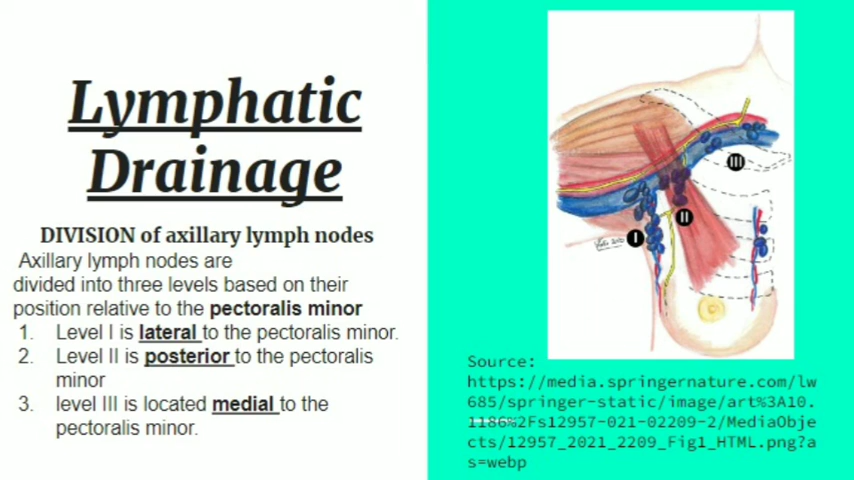 Lymphatic
Drainage
DIVISION of axillary lymph nodes
Axillary lymph nodes are
divided into three levels based on their
position relative to the pectoralis minor
1. Level I is lateral to the pectoralis minor.
2. Level II is posterior to the pectoralis
minor
3. level III is located medial to the
pectoralis minor.
III
II
I
Source:
https://media.springernature.com/lw
685/springer-static/image/art%3A10.
1186%2Fs12957-021-02209-2/MediaObje
cts/12957_2021_2209_Fig1_HTML.png?a
s=webp